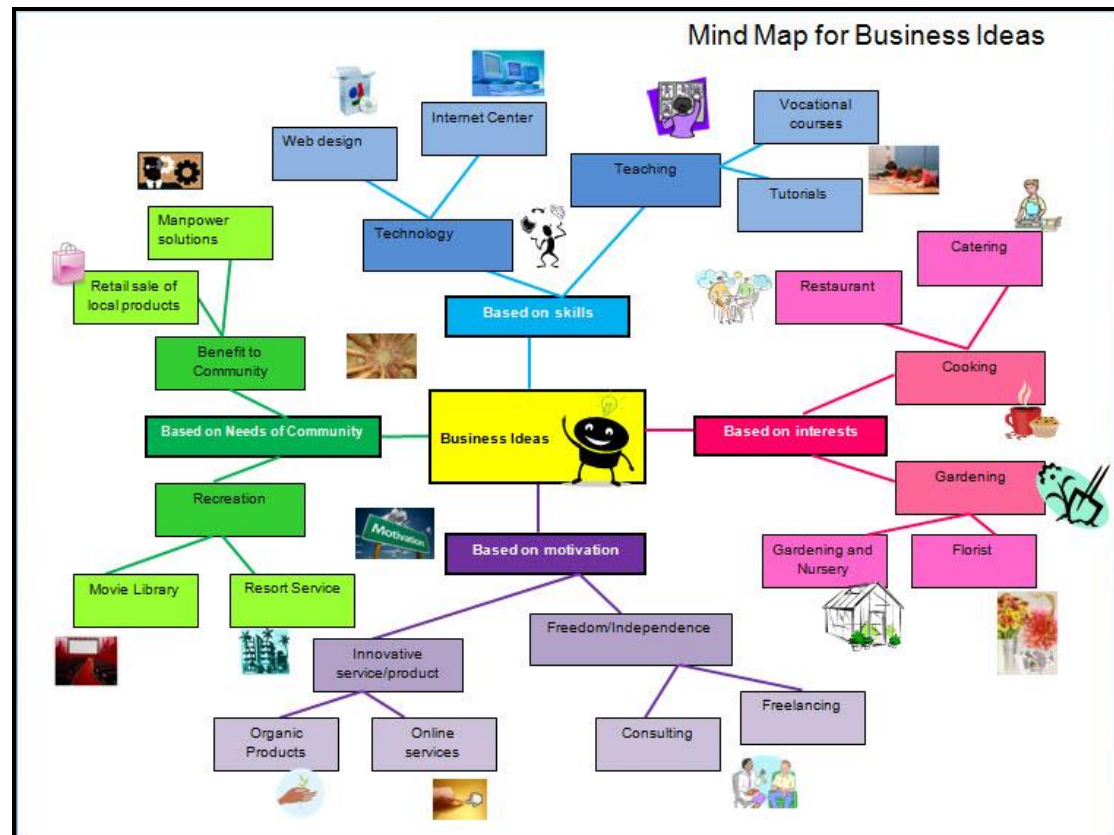 Mind Map for Business Ideas
Vocational
courses
Internet Center
Web design
Teaching
Tutorials
Manpower
solutions
Technology
Catering
Retail sale of
local products
Restaurant
Based on skills
Benefit to
Community
Cooking
Based on Needs of Community
Business Ideas
Based on interests
Recreation
Gardening
Motivation
Based on motivation
Gardening and
Nursery
Florist
Movie Library
Resort Service
Freedom/Independence
Innovative
service/product
Freelancing
Organic
Products
Online
services
Consulting